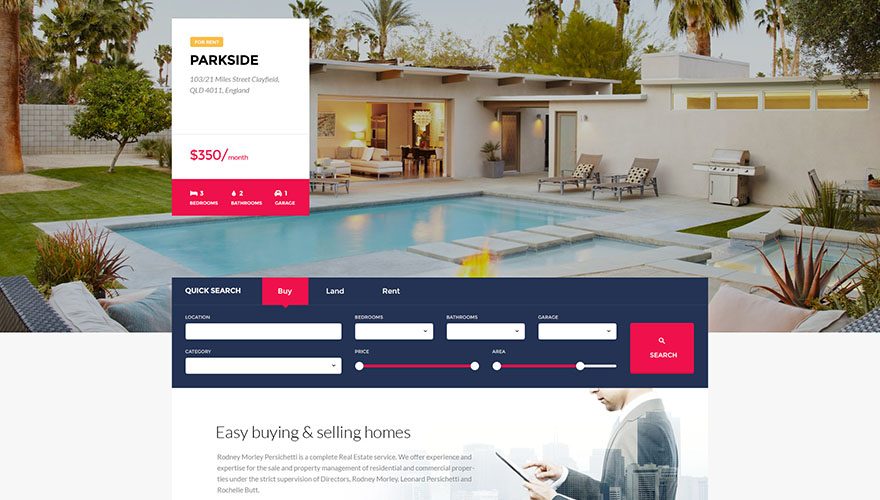 FOR RENT
PARKSIDE
103/21 Miles Street Clayfield,
QLD 4011, England
$350/month
3 2 1
BEDROOMS BATHROOMS GARAGE
QUICK SEARCH Buy Land Rent
LOCATION BEDROOMS BATHROOMS GARAGE
CATEGORY PRICE AREA
SEARCH
Easy buying & selling homes
Rodney Morley Persichetti is a complete Real Estate service. We offer experience and
expertise for the sale and property management of residential and commercial proper-
ties under the strict supervision of Directors, Rodney Morley, Leonard Persichetti and
Rochelle Butt.